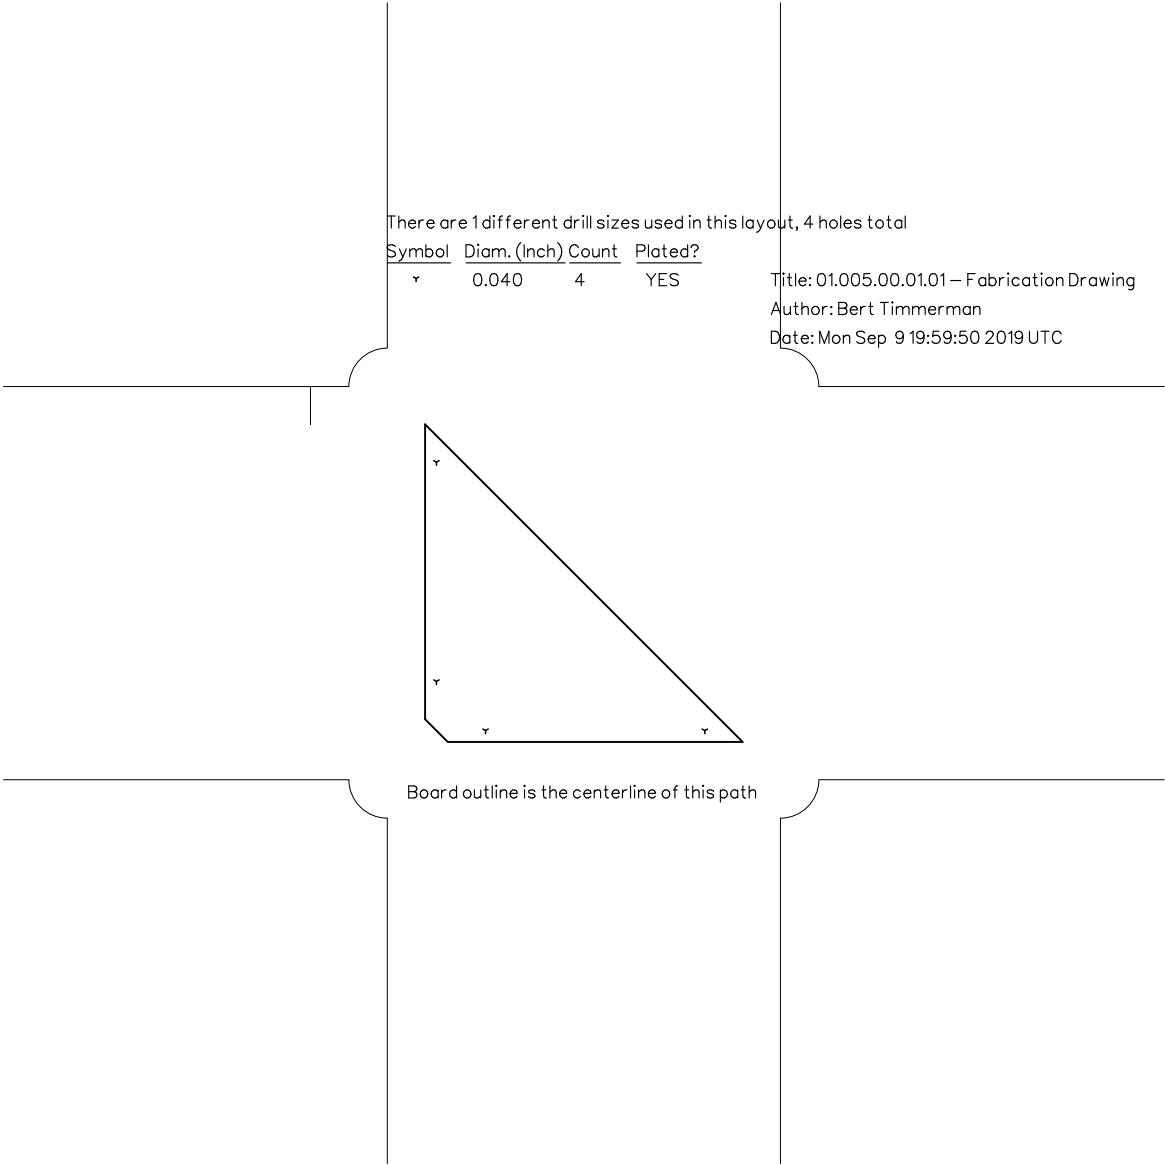 There are 1 different drill sizes used in this layout, 4 holes total
Symbol Diam. (Inch) Count Plated?
0.040 4 YES
Title: 01.005.00.01.01 – Fabrication Drawing
Author: Bert Timmerman
Date: Mon Sep 9 19:59:50 2019 UTC
Board outline is the centerline of this path